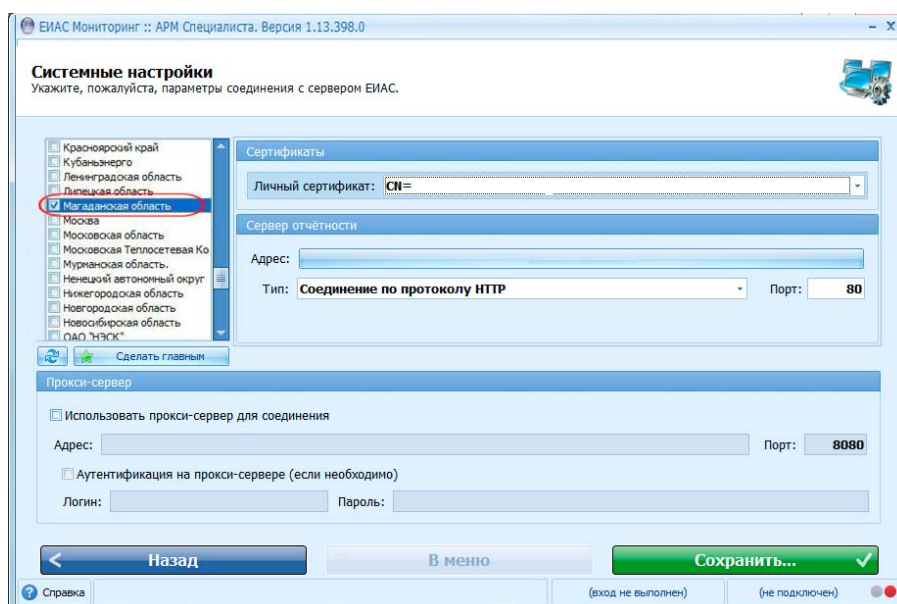 ЕИАС Мониторинг :: АРМ Специалиста. Версия 1.13.398.0
Системные настройки
Укажите, пожалуйста, параметры соединения с сервером ЕИАС.
Красноярский край
Кубаньэнерго
Ленинградская область
Липецкая область
Магаданская область
Москва
Московская область
Московская Теплосетевая Ко
Мурманская область.
Ненецкий автономный округ
Нижегородская область
Новгородская область
Новосибирская область
ОАО "НЭСК"
Сделать главным
Сертификаты
Личный сертификат: CN=
Сервер отчётности
Адрес:
Тип: Соединение по протоколу HTTP Порт: 80
Прокси-сервер
Использовать прокси-сервер для соединения
Адрес: Порт: 8080
Аутентификация на прокси-сервере (если необходимо)
Логин: Пароль:
< Назад В меню Сохранить...
Справка (вход не выполнен) (не подключен)